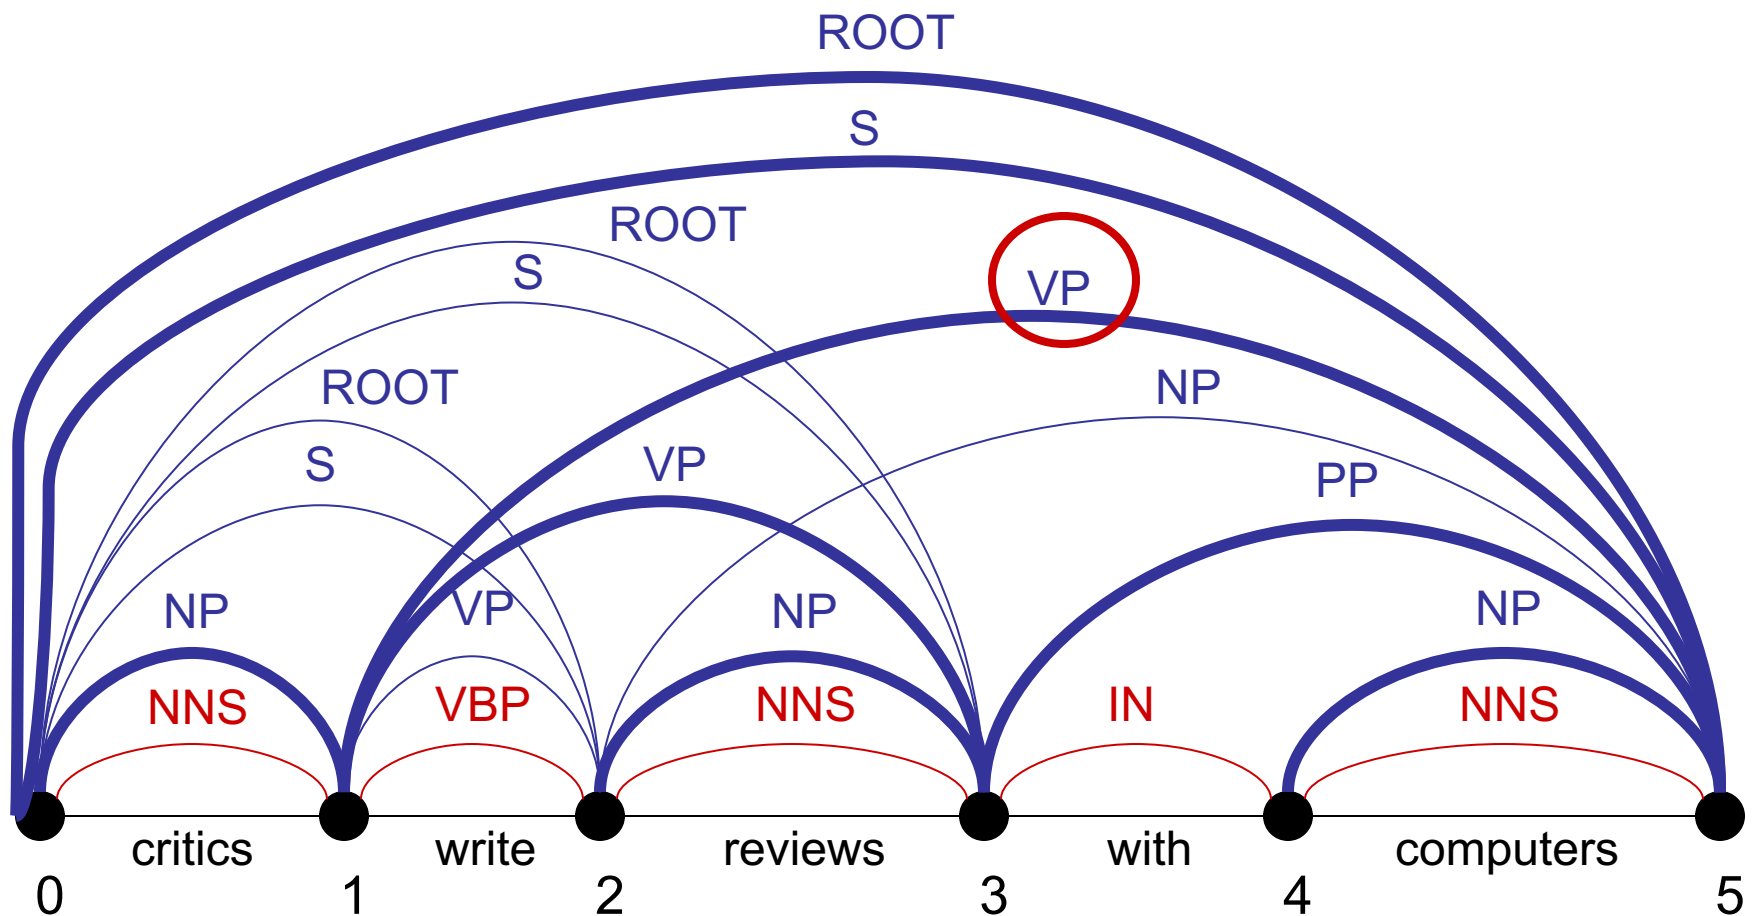 ROOT
S
ROOT
S
VP
ROOT
NP
S
VP
PP
NP
VP
NP
NP
NNS
VBP
NNS
IN
NNS
critics
write
reviews
with
computers
0
1
2
3
4
5